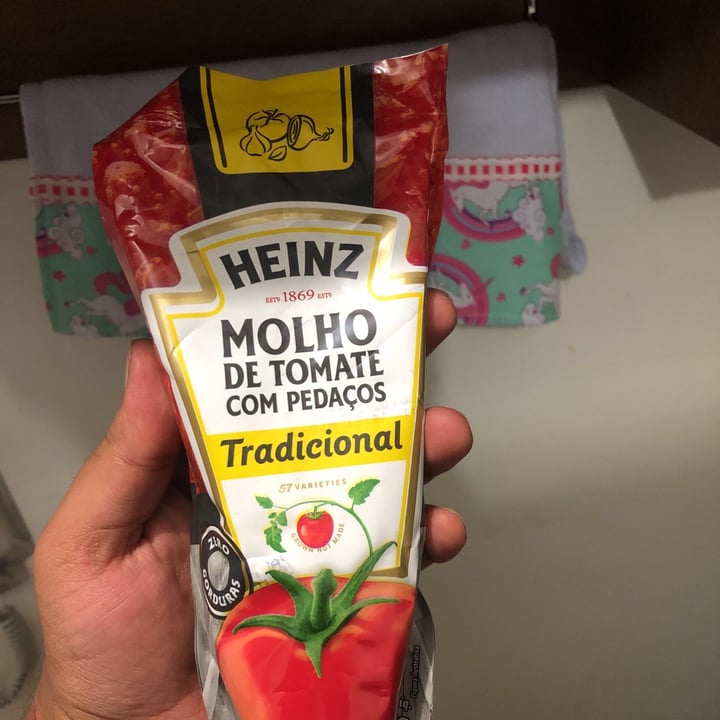 HEINZ
ESTD 1869 ESTD
MOLHO
DE TOMATE
COM PEDAÇOS
Tradicional
57 VARIETIES
GROWN NOT MADE
ZERO
GORDURAS